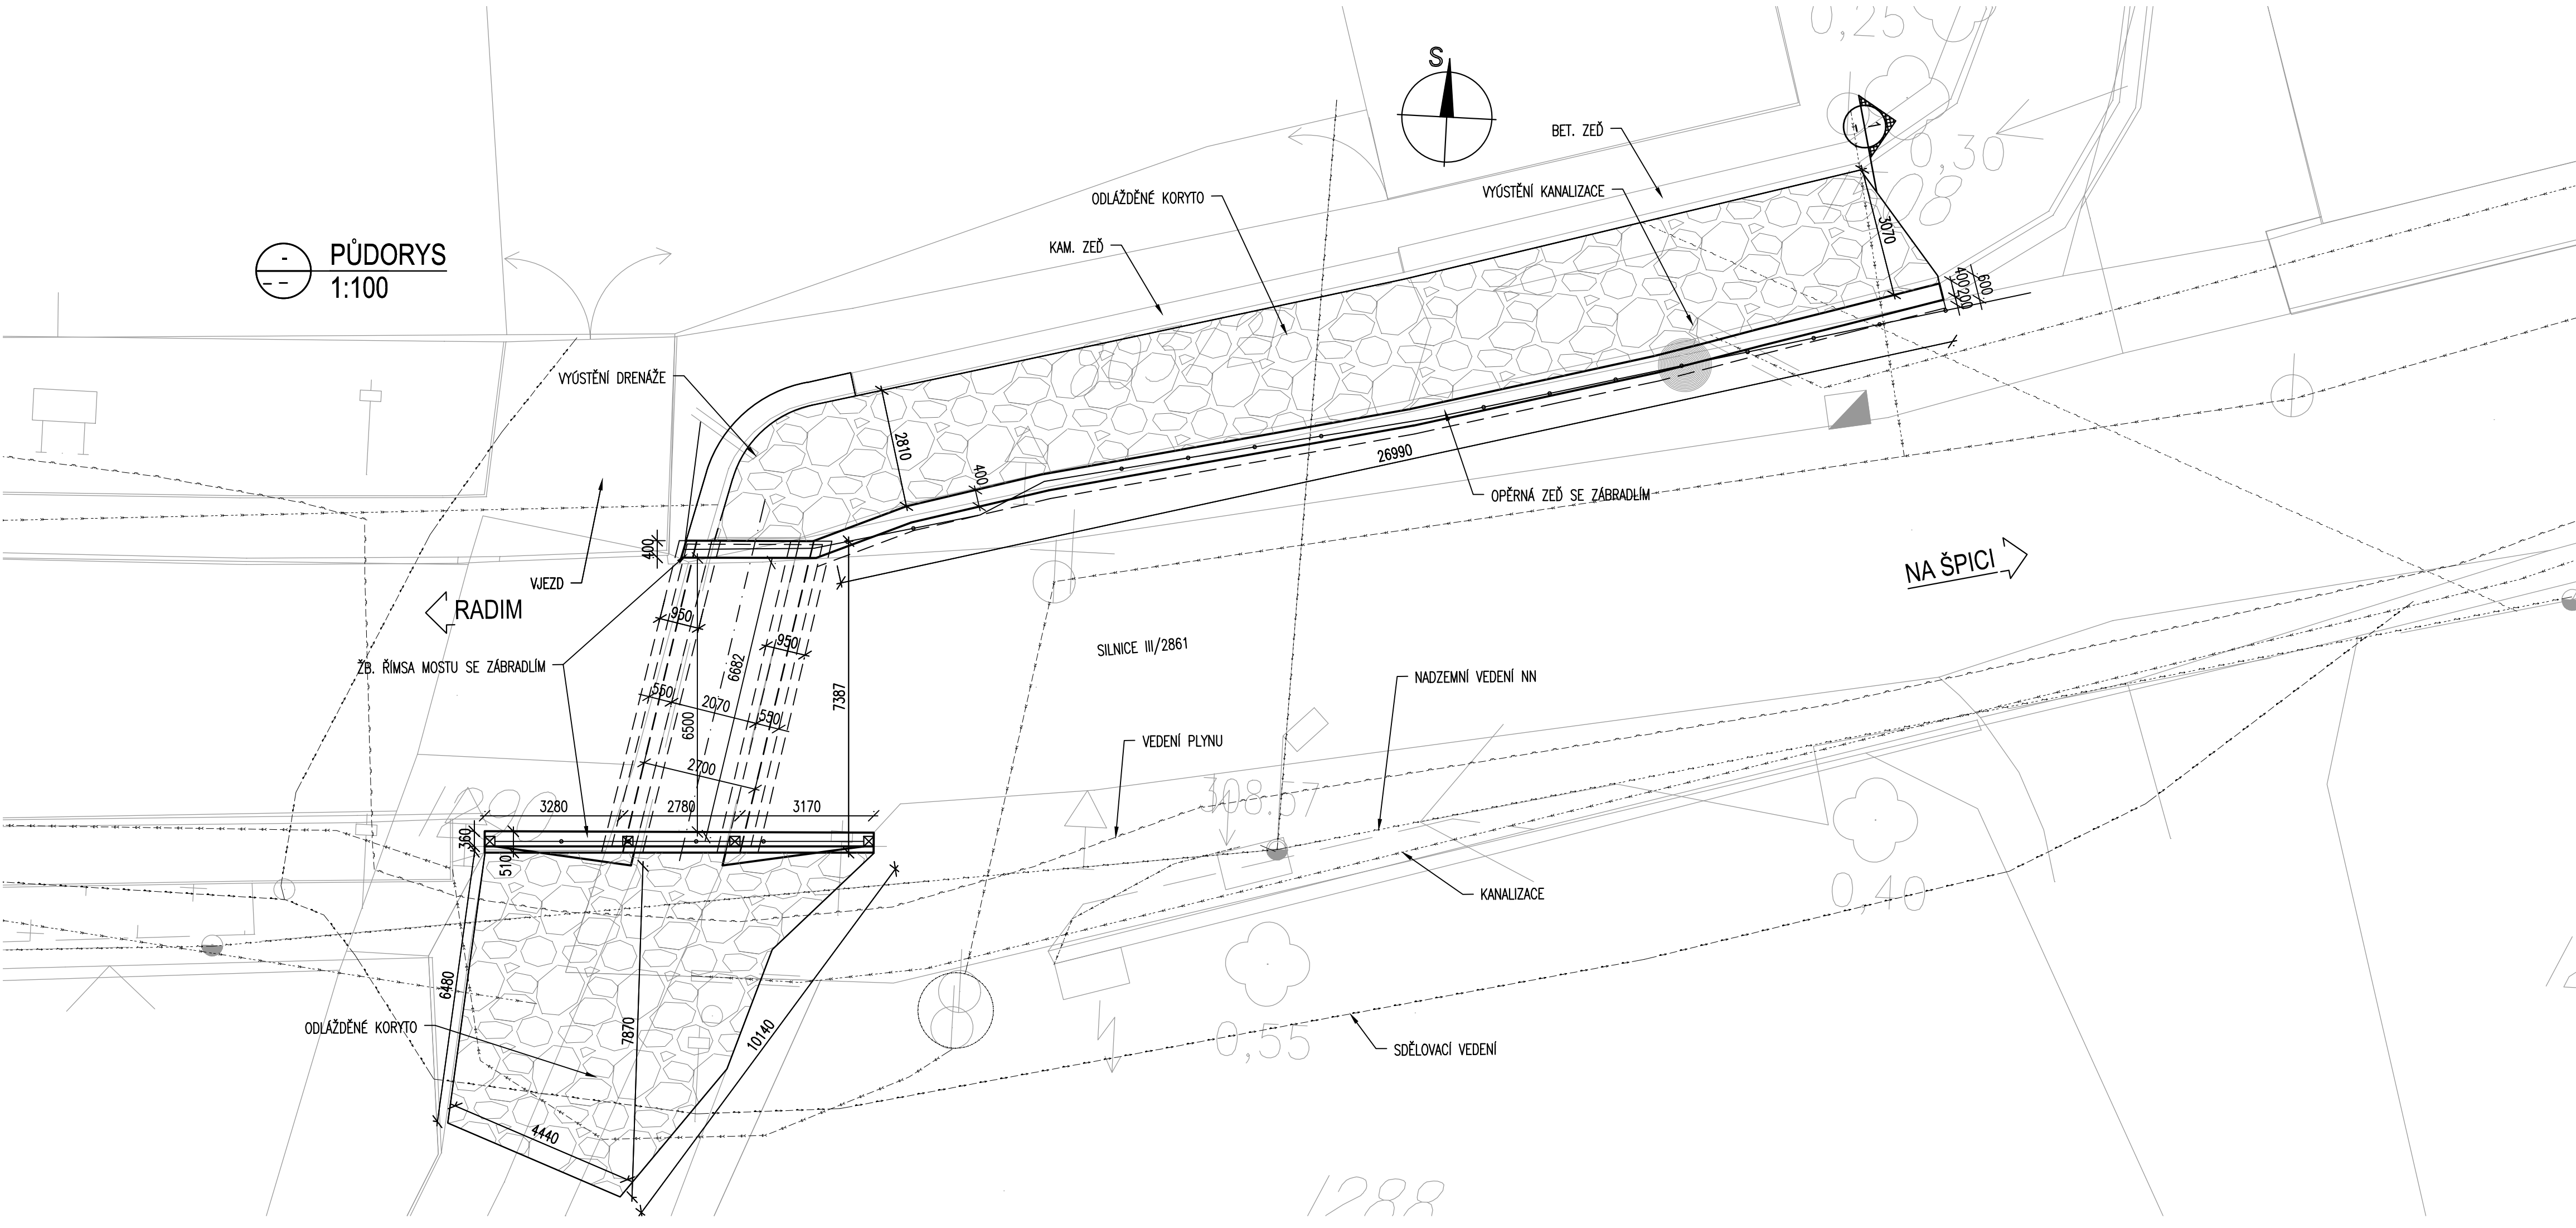 0,25
S
BET. ZEĎ
0,30
ODLÁŽDĚNÉ KORYTO
VYÚSTĚNÍ KANALIZACE
308
3070
KAM. ZEĎ
-
PŮDORYS
-- 
1:100
400
200
600
VYÚSTĚNÍ DRENÁŽE
2810
400
26990
OPĚRNÁ ZEĎ SE ZÁBRADLÍM
400
VJEZD
NA ŠPICI
RADIM
950
950
SILNICE III/2861
ŽB. ŘÍMSA MOSTU SE ZÁBRADLÍM
6682
NADZEMNÍ VEDENÍ NN
550
2070
550
7387
6500
VEDENÍ PLYNU
2700
308.57
3280
2780
3170
360
510
KANALIZACE
0,40
6480
ODLÁŽDĚNÉ KORYTO
7870
10140
0,55
SDĚLOVACÍ VEDENÍ
4440
1288